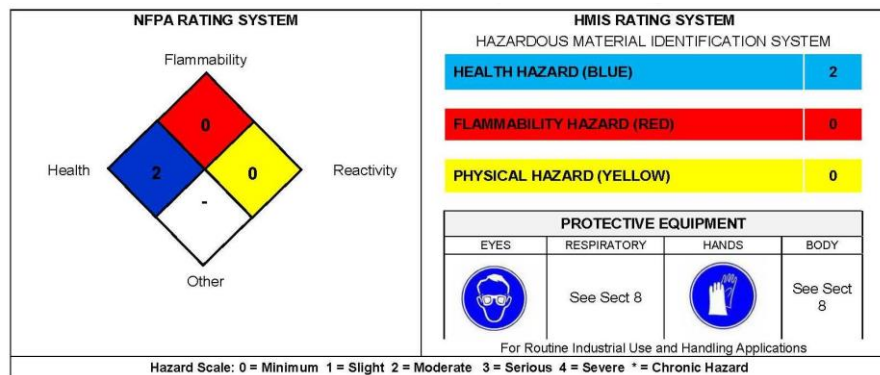 NFPA RATING SYSTEM
Flammability
0
Health
2
0
Reactivity
-
Other
HMIS RATING SYSTEM
HAZARDOUS MATERIAL IDENTIFICATION SYSTEM
HEALTH HAZARD (BLUE) 2
FLAMMABILITY HAZARD (RED) 0
PHYSICAL HAZARD (YELLOW) 0
PROTECTIVE EQUIPMENT
EYES RESPIRATORY HANDS BODY
See Sect 8
See Sect
8
For Routine Industrial Use and Handling Applications
Hazard Scale: 0 = Minimum 1 = Slight 2 = Moderate 3 = Serious 4 = Severe * = Chronic Hazard